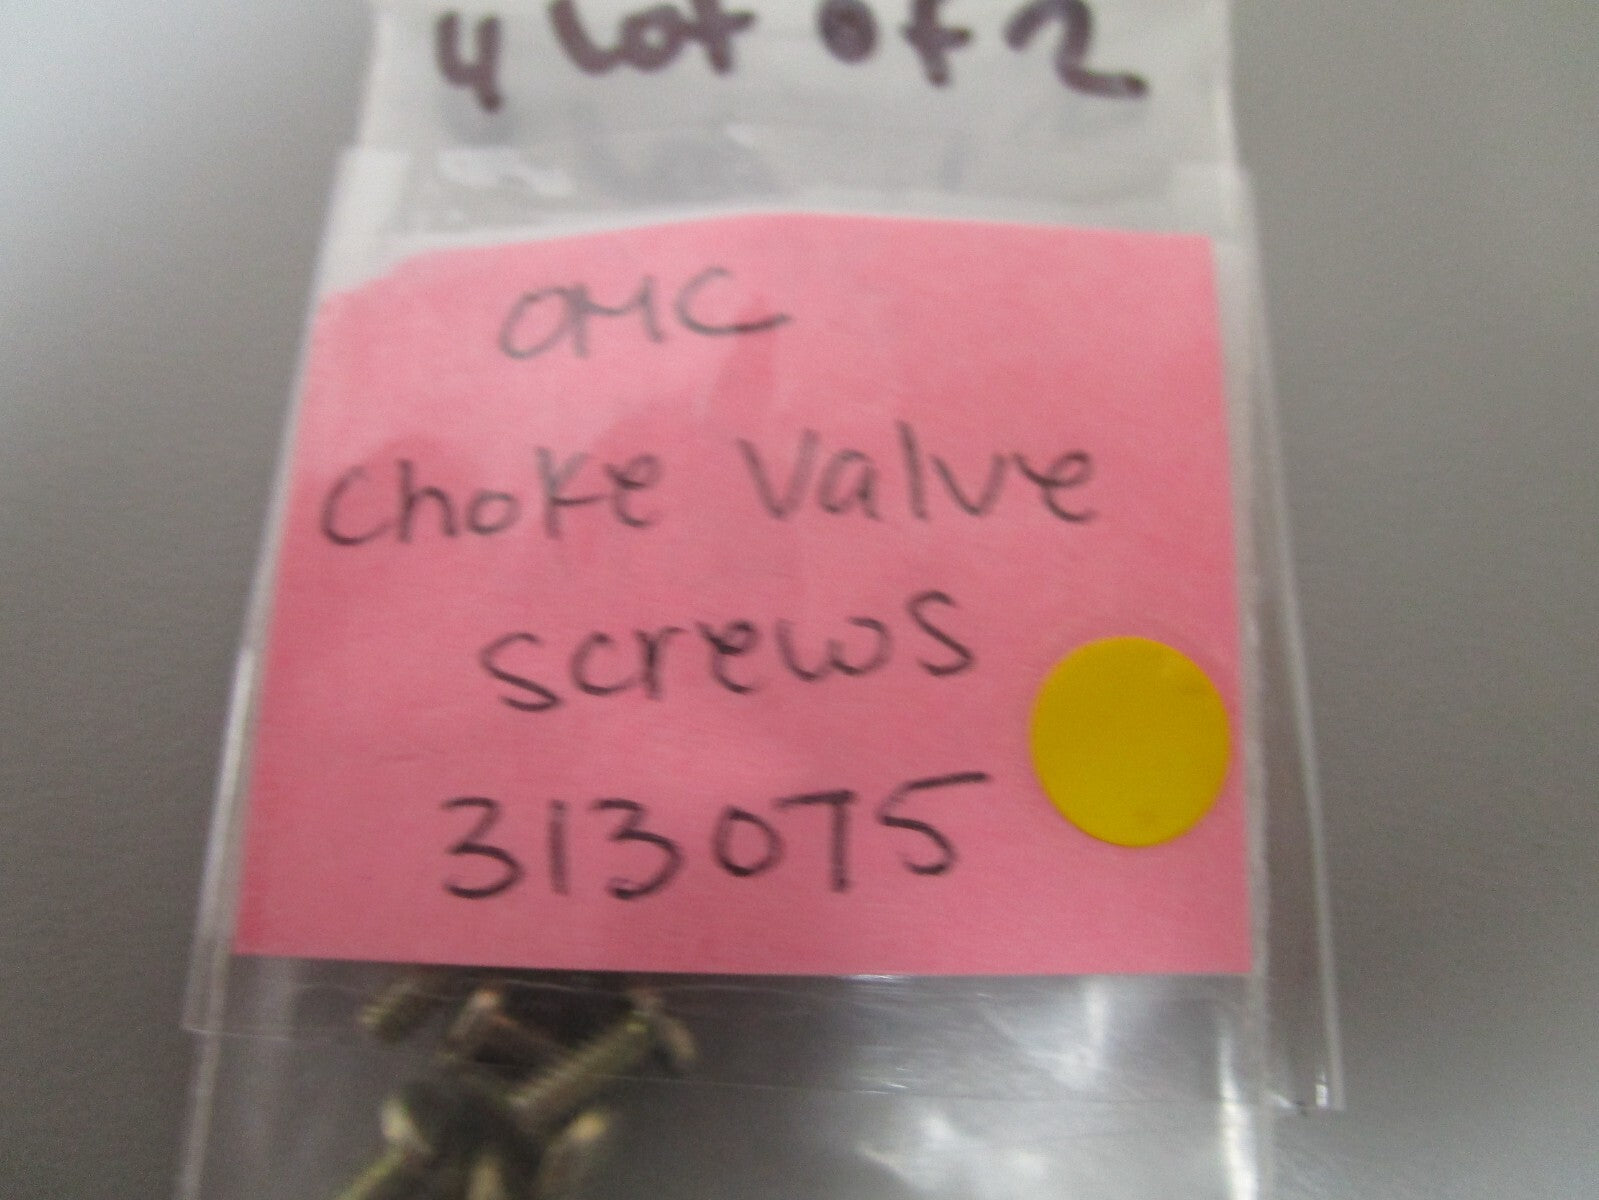 4 Lot of 2
OMC
Choke Valve
Screws
313075